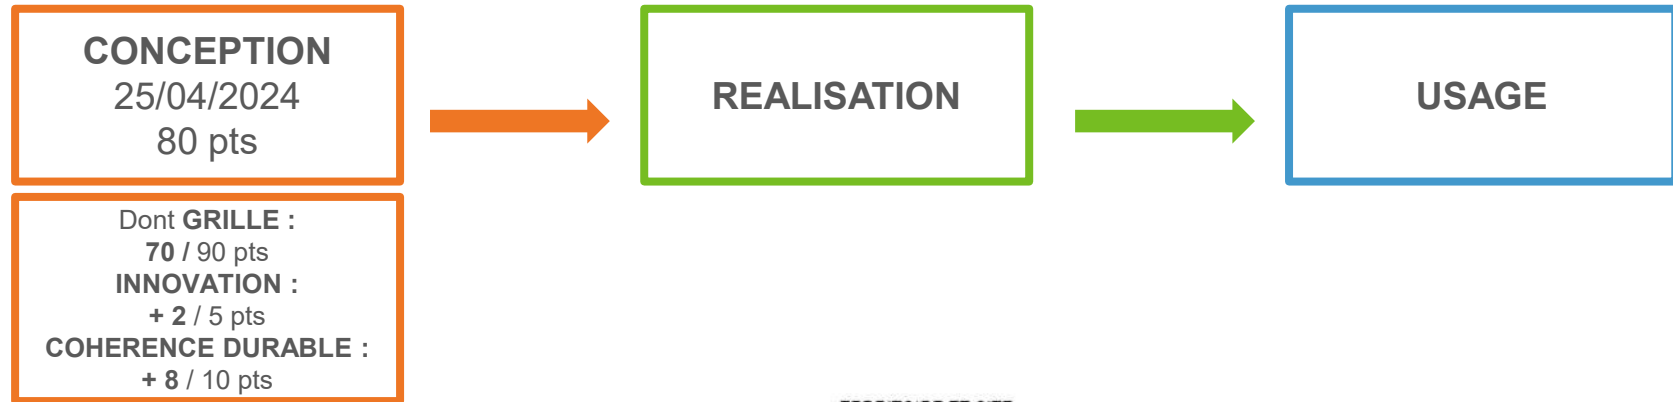 CONCEPTION
25/04/2024
80 pts
REALISATION
USAGE
Dont GRILLE :
70 / 90 pts
INNOVATION :
+ 2 / 5 pts
COHERENCE DURABLE :
+ 8 / 10 pts